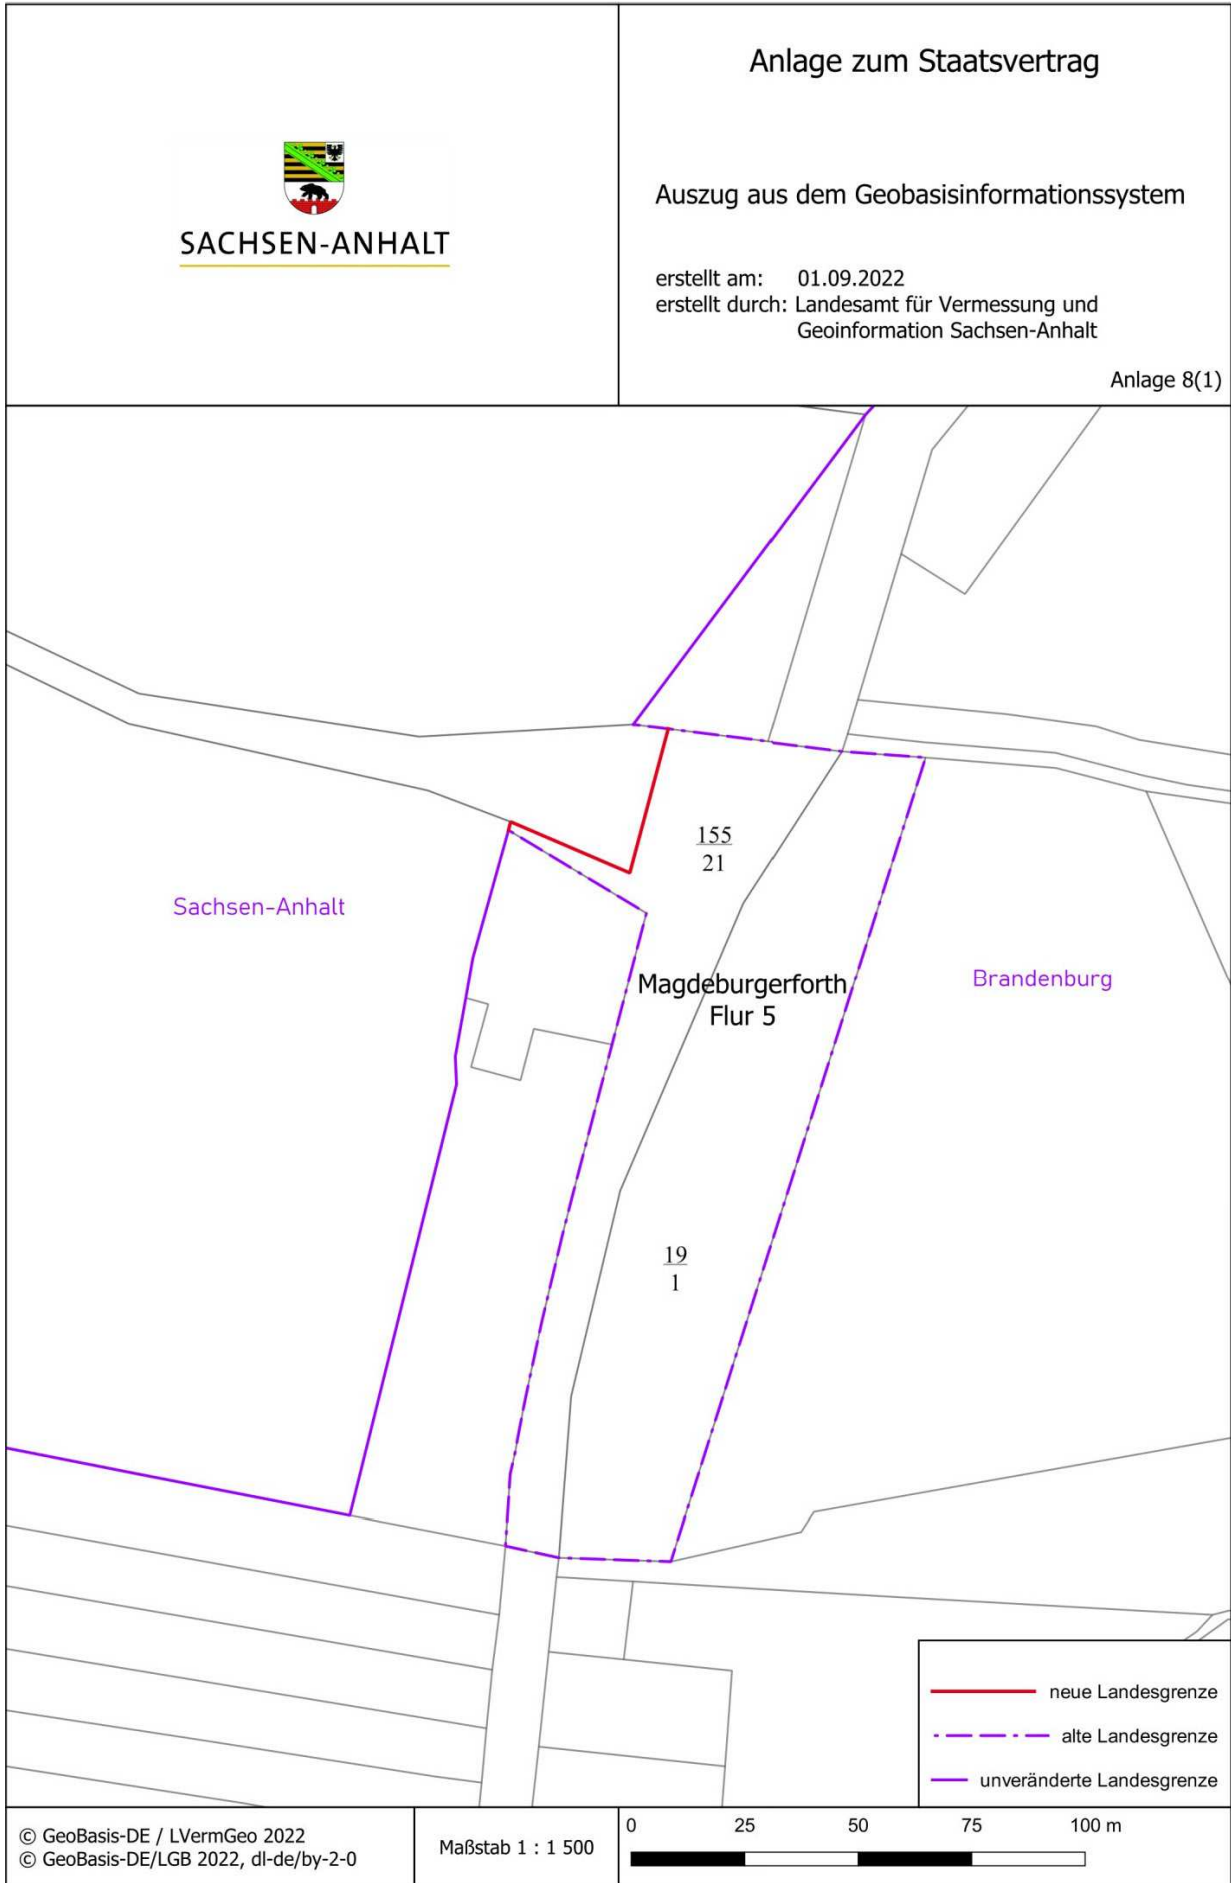 SACHSEN-ANHALT
Anlage zum Staatsvertrag
Auszug aus dem Geobasisinformationssystem
erstellt am: 01.09.2022
erstellt durch: Landesamt für Vermessung und
Geoinformation Sachsen-Anhalt
Anlage 8(1)
155
21
Sachsen-Anhalt
Brandenburg
Magdeburgerforth
Flur 5
19
1
neue Landesgrenze
alte Landesgrenze
unveränderte Landesgrenze
© GeoBasis-DE / LVermGeo 2022
© GeoBasis-DE/LGB 2022, dl-de/by-2-0
Maßstab 1 : 1 500
0 25 50 75 100 m